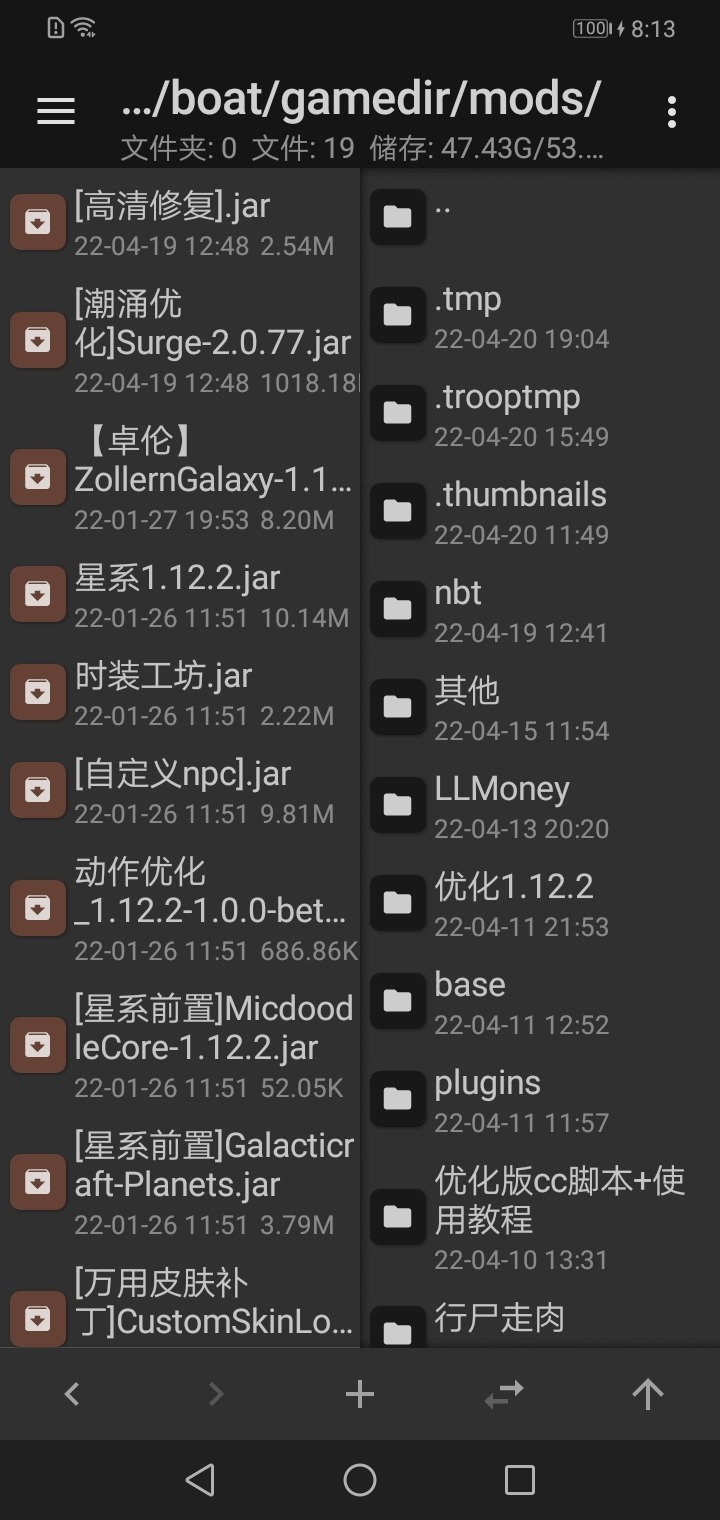 100 8:13
.../boat/gamedir/mods/
文件夹: 0 文件: 19 储存: 47.43G/53....
[高清修复].jar
22-04-19 12:48 2.54M
[潮涌优
化]Surge-2.0.77.jar
22-04-19 12:48 1018.18
【卓伦】
ZollernGalaxy-1.1...
22-01-27 19:53 8.20M
星系1.12.2.jar
22-01-26 11:51 10.14M
时装工坊.jar
22-01-26 11:51 2.22M
[自定义npc].jar
22-01-26 11:51 9.81M
动作优化
_1.12.2-1.0.0-bet...
22-01-26 11:51 686.86K
[星系前置]Micdood
leCore-1.12.2.jar
22-01-26 11:51 52.05K
[星系前置]Galacticr
aft-Planets.jar
22-01-26 11:51 3.79M
[万用皮肤补
丁]CustomSkinLo...
..
.tmp
22-04-20 19:04
.trooptmp
22-04-20 15:49
.thumbnails
22-04-20 11:49
nbt
22-04-19 12:41
其他
22-04-15 11:54
LLMoney
22-04-13 20:20
优化1.12.2
22-04-11 21:53
base
22-04-11 12:52
plugins
22-04-11 11:57
优化版cc脚本+使
用教程
22-04-10 13:31
行尸走肉